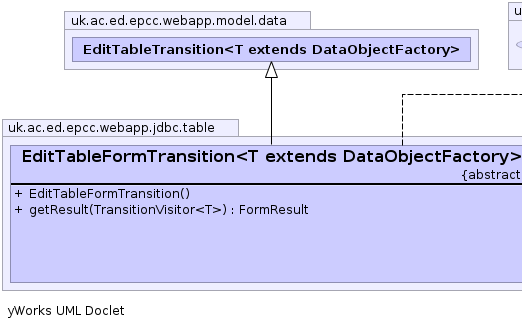 uk.ac.ed.epcc.webapp.model.data
EditTableTransition<T extends DataObjectFactory>
uk.ac.ed.epcc.webapp.jdbc.table
EditTableFormTransition<T extends DataObjectFactory>
{abstract
+ EditTableFormTransition()
+ getResult(TransitionVisitor<T>) : FormResult
yWorks UML Doclet